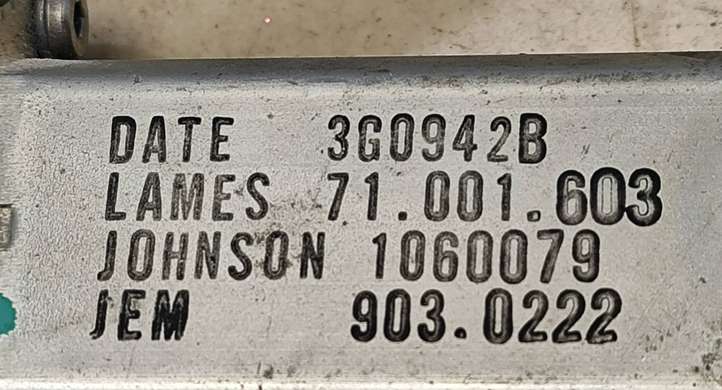 DATE 3G0942B
LAMES 71.001.603
JOHNSON 1060079
JEM 903.0222